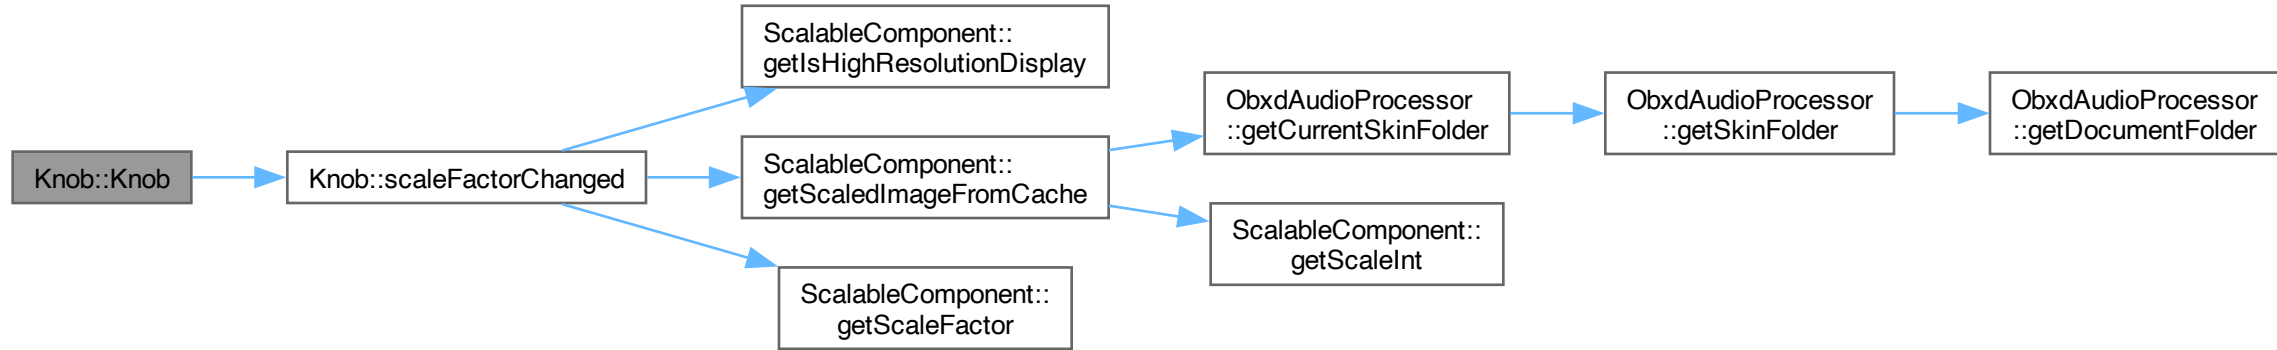 Knob::Knob
Knob::scaleFactorChanged
ScalableComponent::
getIsHighResolutionDisplay
ScalableComponent::
getScaledImageFromCache
ScalableComponent::
getScaleFactor
ObxdAudioProcessor
::getCurrentSkinFolder
ScalableComponent::
getScaleInt
ObxdAudioProcessor
::getSkinFolder
ObxdAudioProcessor
::getDocumentFolder